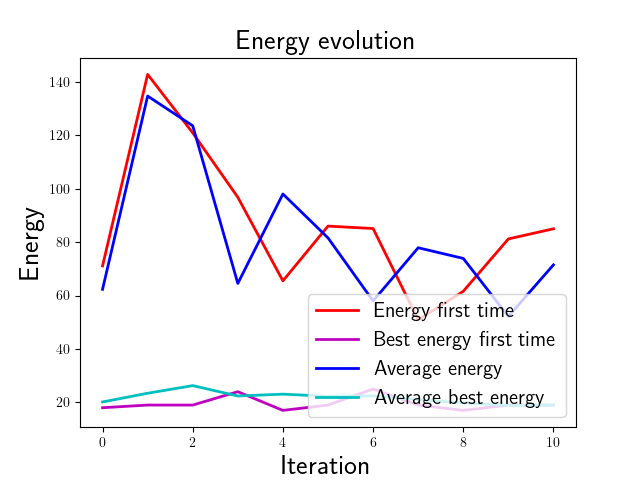 Energy evolution
Energy
140
120
100
80
60
40
20
Energy first time
Best energy first time
Average energy
Average best energy
0 2 4 6 8 10
Iteration